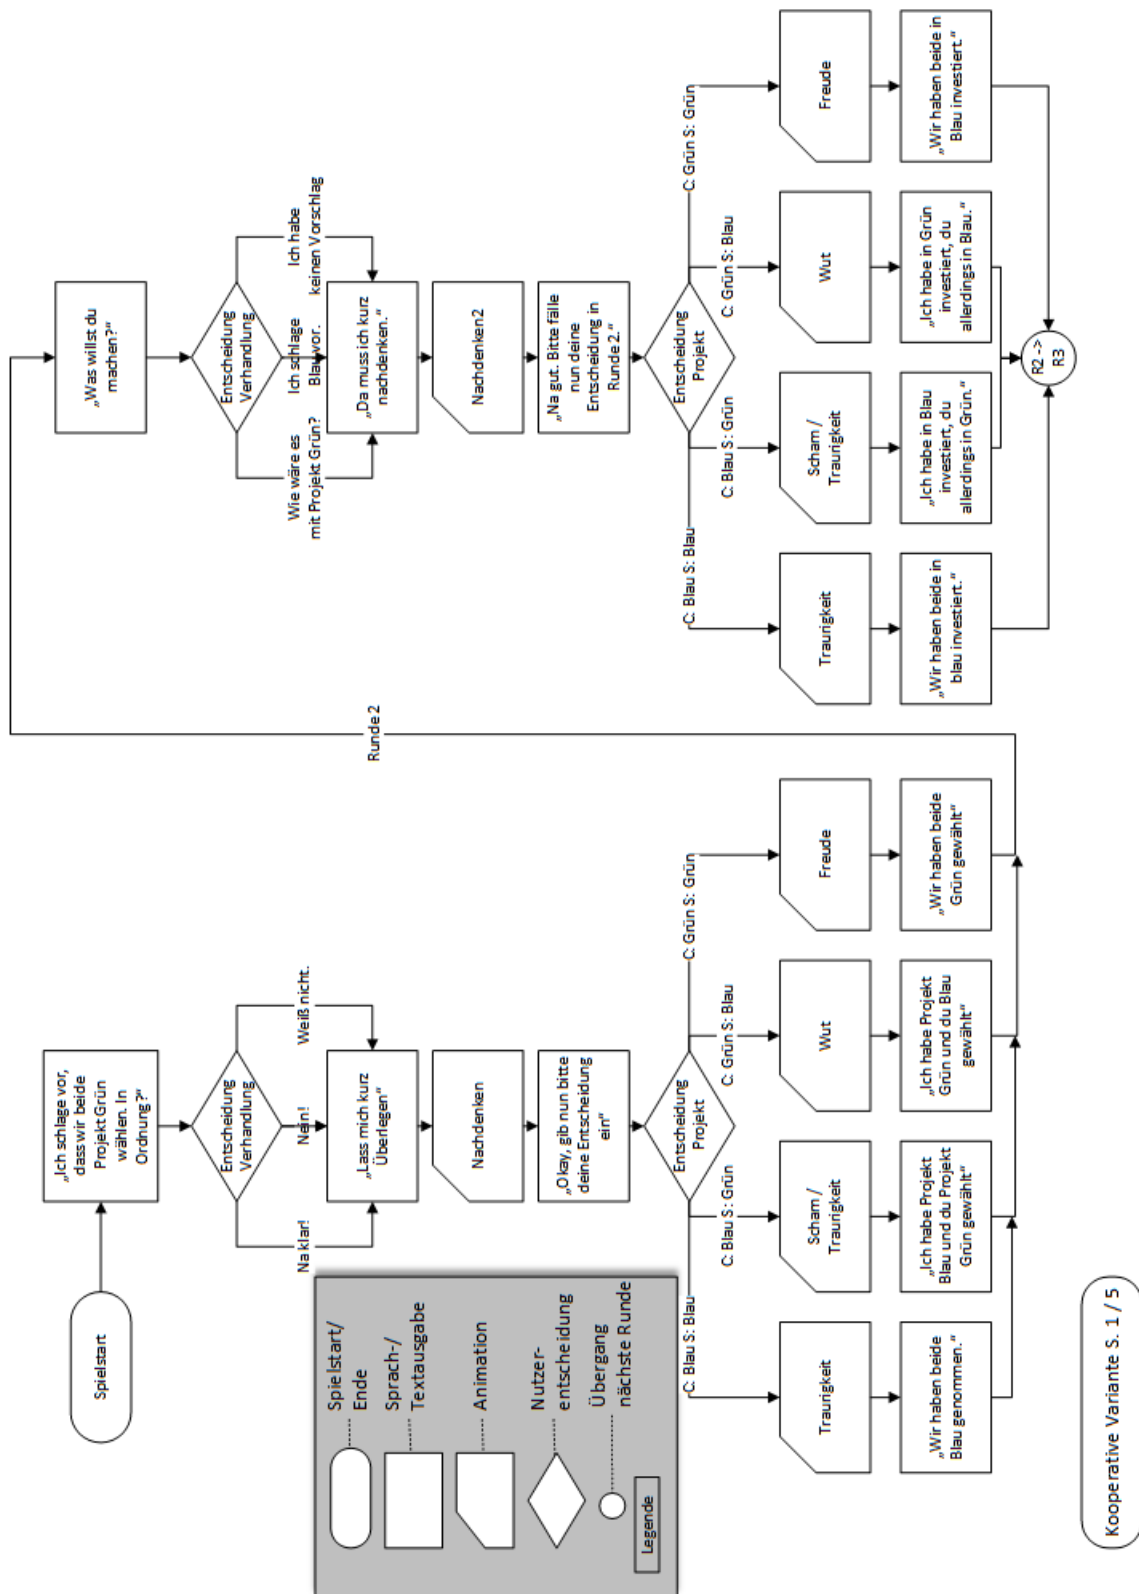 Spielstart
„Ich schlage vor,
dass wir beide
Projekt Grün
wählen. In
Ordnung?“
Entscheidung
Verhandlung
Na klar!
Nein!
Weiß nicht.
„Lass mich kurz
Überlegen“
Nachdenken
„Okay, gib nun bitte
deine Entscheidung
ein“
Entscheidung
Projekt
C: Blau S: Blau
C: Blau S: Grün
C: Grün S: Blau
C: Grün S: Grün
Traurigkeit
Scham /
Traurigkeit
Wut
Freude
„Wir haben beide
Blau genommen.“
„Ich habe Projekt
Blau und du Projekt
Grün gewählt“
„Ich habe Projekt
Grün und du Blau
gewählt“
„Wir haben beide
Grün gewählt“
Runde 2
„Was willst du
machen?“
Entscheidung
Verhandlung
Wie wäre es
mit Projekt Grün?
Ich schlage
Blau vor.
Ich habe
keinen Vorschlag
„Da muss ich kurz
nachdenken.“
Nachdenken2
„Na gut. Bitte fälle
nun deine
Entscheidung in
Runde 2.“
Entscheidung
Projekt
C: Blau S: Blau
C: Blau S: Grün
C: Grün S: Blau
C: Grün S: Grün
Traurigkeit
Scham /
Traurigkeit
Wut
Freude
„Wir haben beide in
blau investiert.“
„Ich habe in Blau
investiert, du
allerdings in Grün.“
„Ich habe in Grün
investiert, du
allerdings in Blau.“
„Wir haben beide in
Blau investiert.“
R2 ->
R3
Spielstart/
Ende
Sprach-/
Textausgabe
Animation
Nutzer-
entscheidung
Übergang
nächste Runde
Legende
Kooperative Variante S. 1 / 5